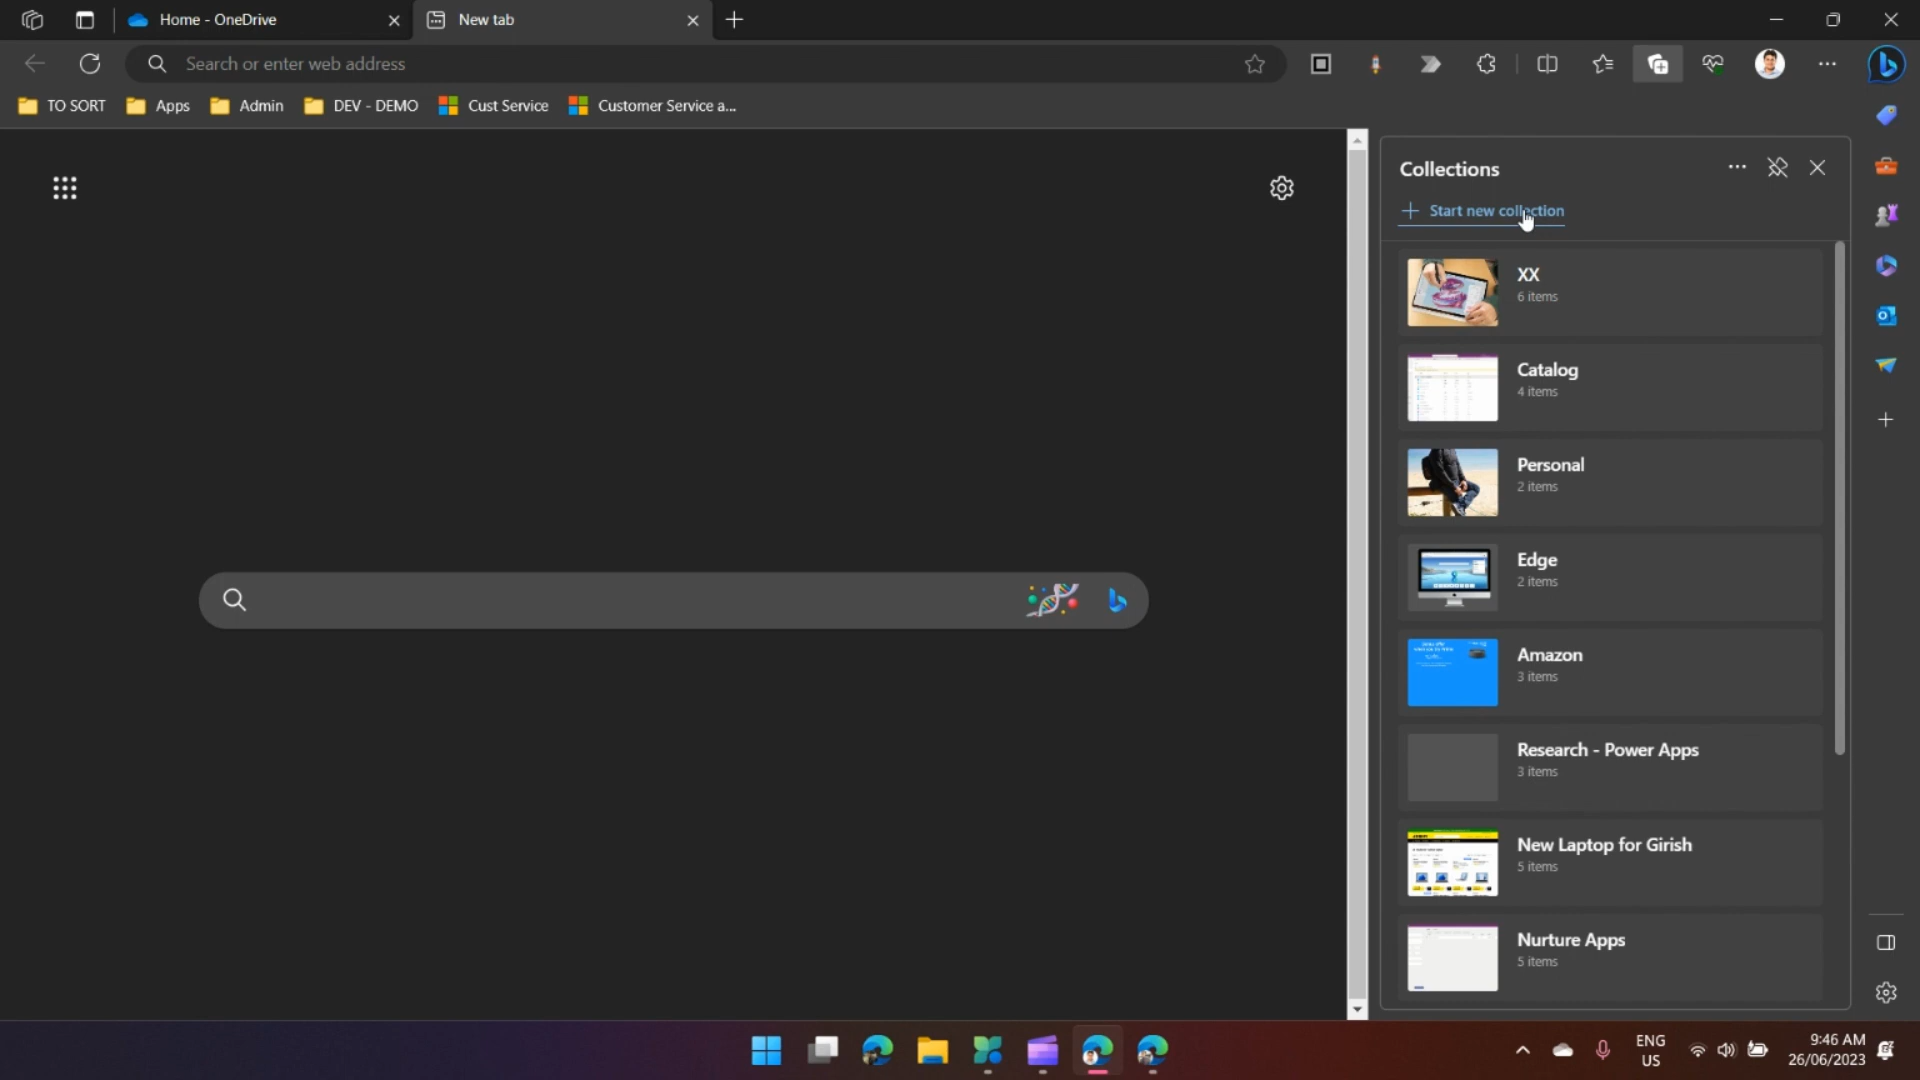 Home - OneDrive
New tab
Search or enter web address
TO SORT
Apps
Admin
DEV - DEMO
Cust Service
Customer Service a...
Collections
Start new collection
XX
6 items
Catalog
4 items
Personal
2 items
Edge
2 items
Amazon
3 items
Research - Power Apps
3 items
New Laptop for Girish
5 items
Nurture Apps
5 items
ENG
US
9:46 AM
26/06/2023